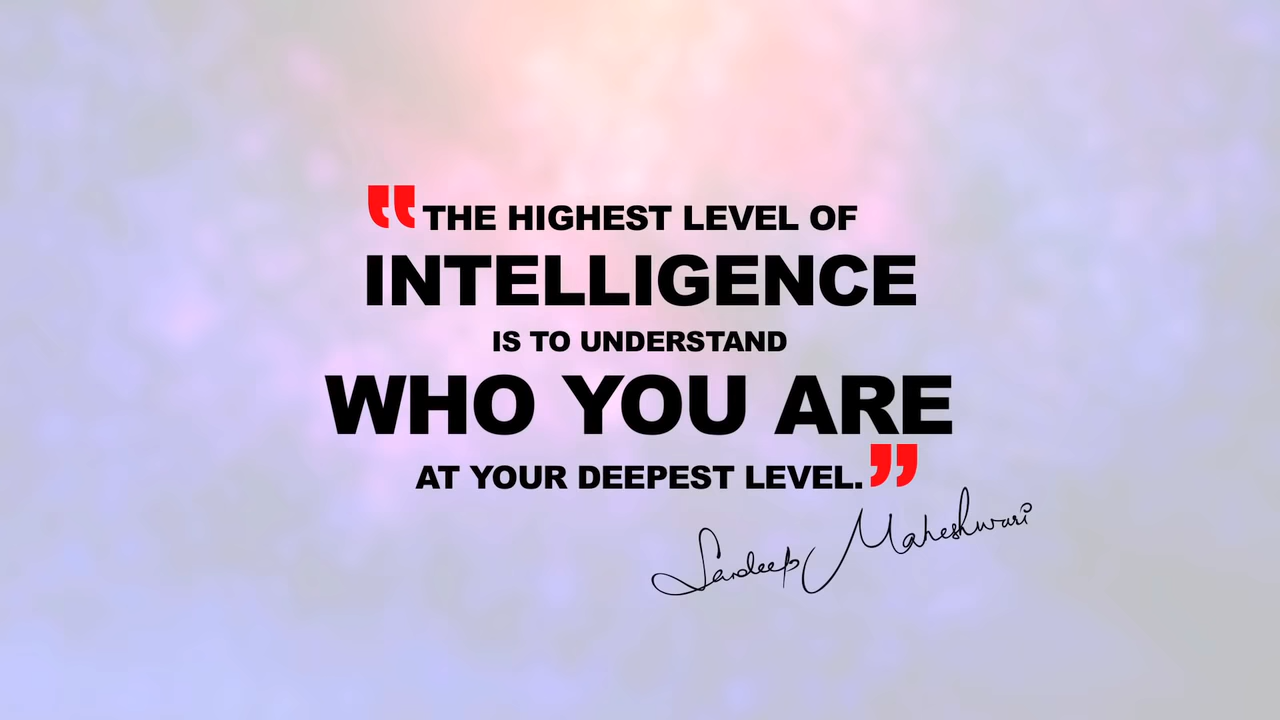 “THE HIGHEST LEVEL OF
INTELLIGENCE
IS TO UNDERSTAND
WHO YOU ARE
AT YOUR DEEPEST LEVEL.”
Sandeep Maheshwari